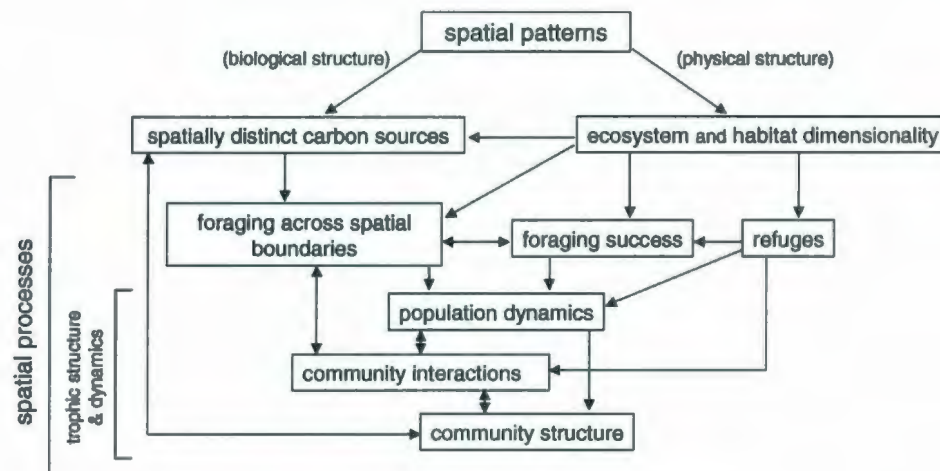 spatial patterns
(biological structure)
(physical structure)
spatially distinct carbon sources
ecosystem and habitat dimensionality
foraging across spatial
boundaries
foraging success
refuges
population dynamics
community interactions
community structure
spatial processes
trophic structure
& dynamics